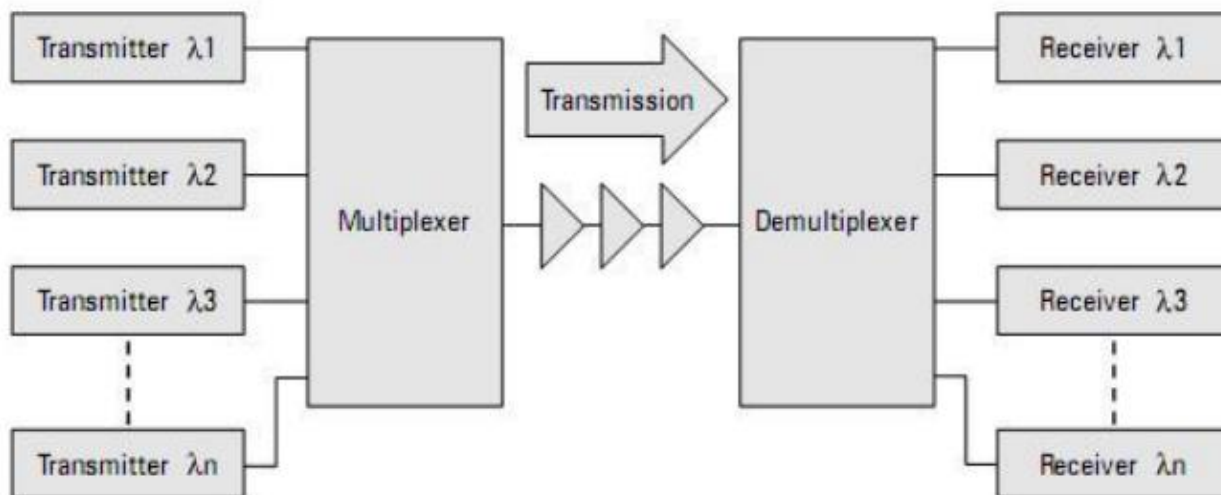 Transmitter λ1
Transmitter λ2
Transmitter λ3
Transmitter λn
Multiplexer
Transmission
Demultiplexer
Receiver λ1
Receiver λ2
Receiver λ3
Receiver λn